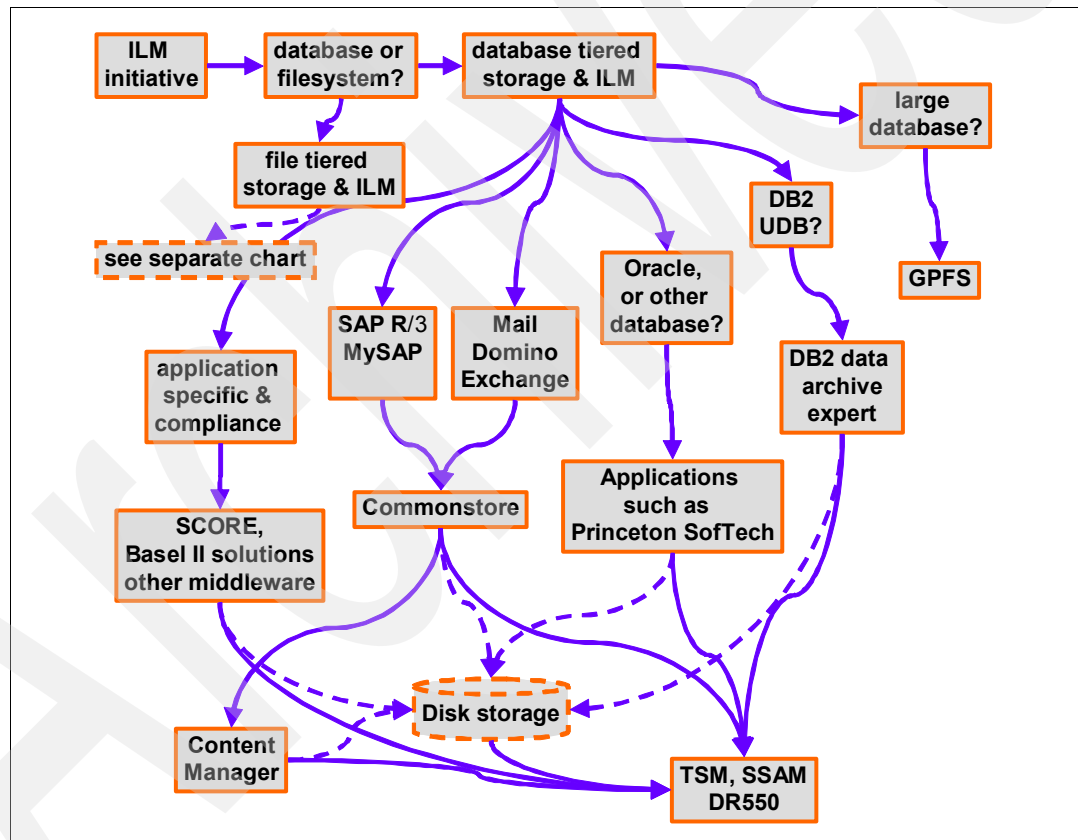 ILM
initiative
database or
filesystem?
database tiered
storage & ILM
large
database?
file tiered
storage & ILM
DB2
UDB?
see separate chart
Oracle,
or other
database?
GPFS
SAP R/3
MySAP
Mail
Domino
Exchange
application
specific &
compliance
DB2 data
archive
expert
Commonstore
Applications
such as
Princeton SofTech
SCORE,
Basel II solutions
other middleware
Disk storage
Content
Manager
TSM, SSAM
DR550